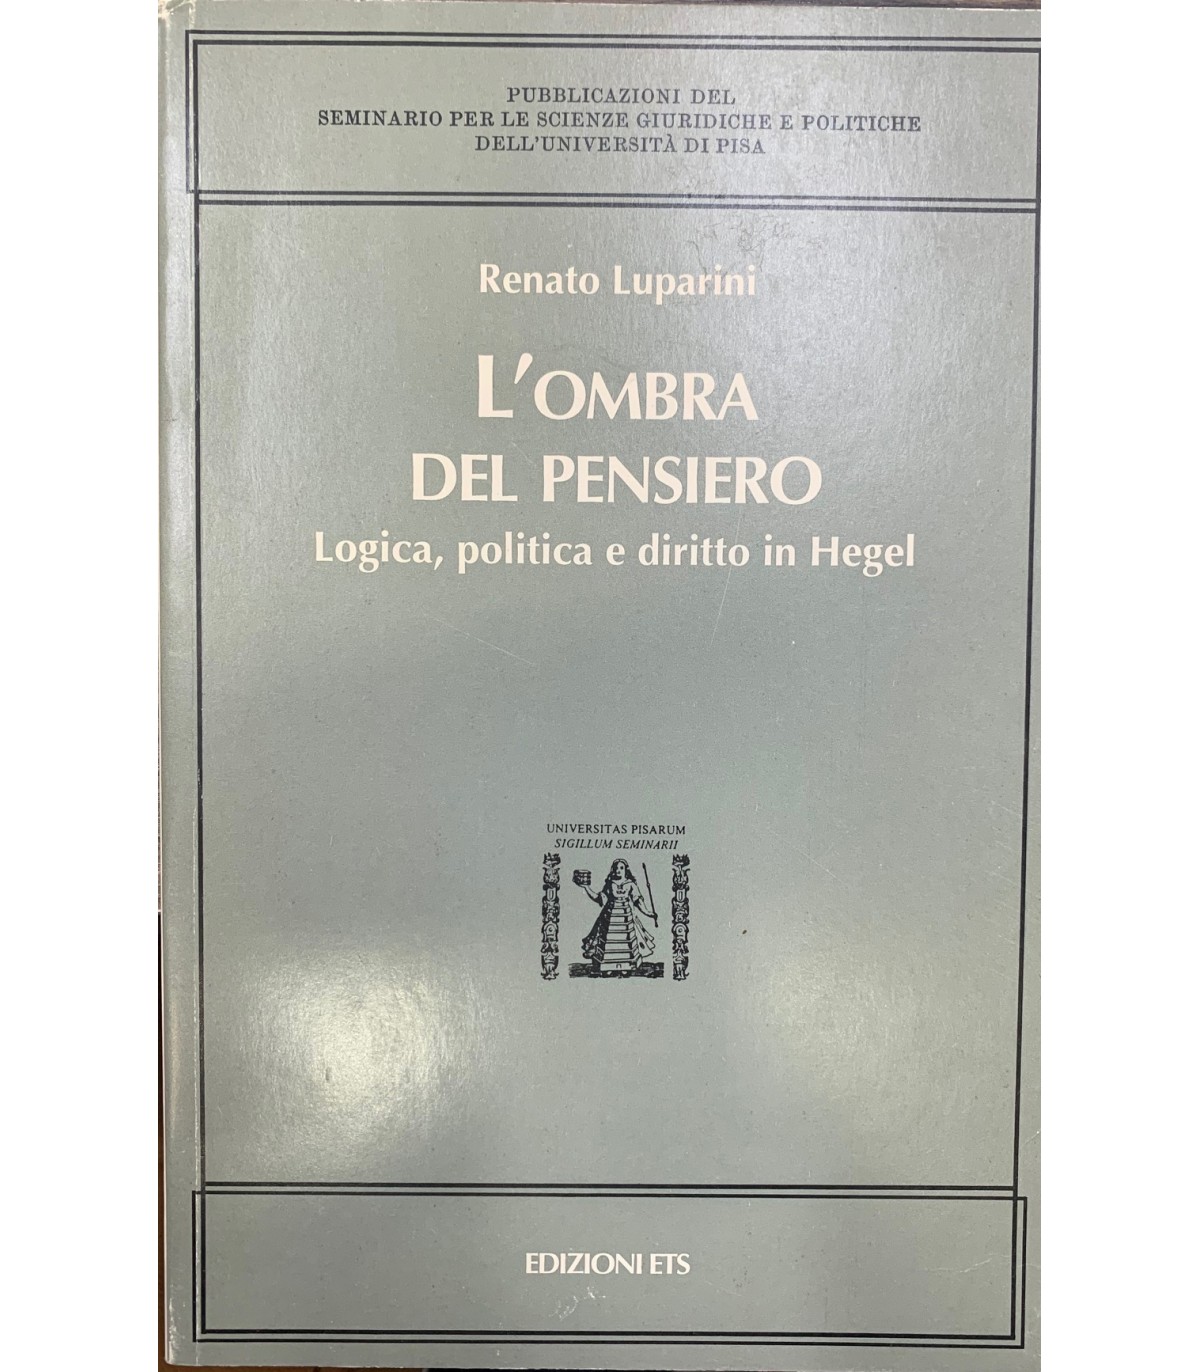 PUBBLICAZIONI DEL
SEMINARIO PER LE SCIENZE GIURIDICHE E POLITICHE
DELL'UNIVERSITÀ DI PISA
Renato Luparini
L'OMBRA
DEL PENSIERO
Logica, politica e diritto in Hegel
UNIVERSITAS PISARUM
SIGILLUM SEMINARII
EDIZIONI ETS